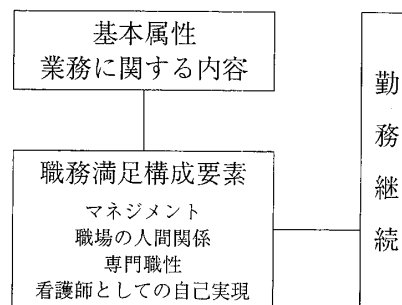 基本属性
業務に関する内容
職務満足構成要素
マネジメント
職場の人間関係
専門職性
看護師としての自己実現
勤務継続